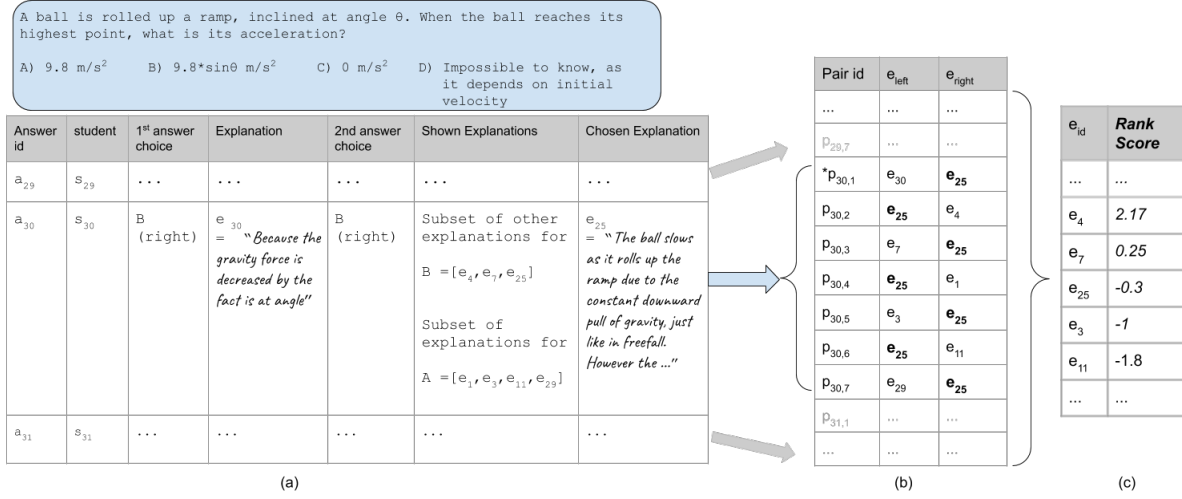 A ball is rolled up a ramp, inclined at angle θ. When the ball reaches its
highest point, what is its acceleration?
A) 9.8 m/s² B) 9.8*sinθ m/s² C) 0 m/s² D) Impossible to know, as
it depends on initial
velocity
Answer id student 1st answer choice Explanation 2nd answer choice Shown Explanations Chosen Explanation
a29 s29 ... ... ... ... ...
a30 s30
B
(right)
e30
= "Because the
gravity force is
decreased by the
fact is at angle"
B
(right)
Subset of other
explanations for
B =[e4,e7,e25]
Subset of
explanations for
A =[e1,e3,e11,e29]
e25
= "The ball slows
as it rolls up the
ramp due to the
constant downward
pull of gravity, just
like in freefall.
However the ..."
a31 s31 ... ... ... ... ...
(a)
Pair id eleft eright
... ... ...
p29,7 ... ...
*p30,1 e30 e25
p30,2 e25 e4
p30,3 e7 e25
p30,4 e25 e1
p30,5 e3 e25
p30,6 e25 e11
p30,7 e29 e25
p31,1 ... ...
... ... ...
(b)
eid Rank Score
... ...
e4 2.17
e7 0.25
e25 -0.3
e3 -1
e11 -1.8
... ...
(c)